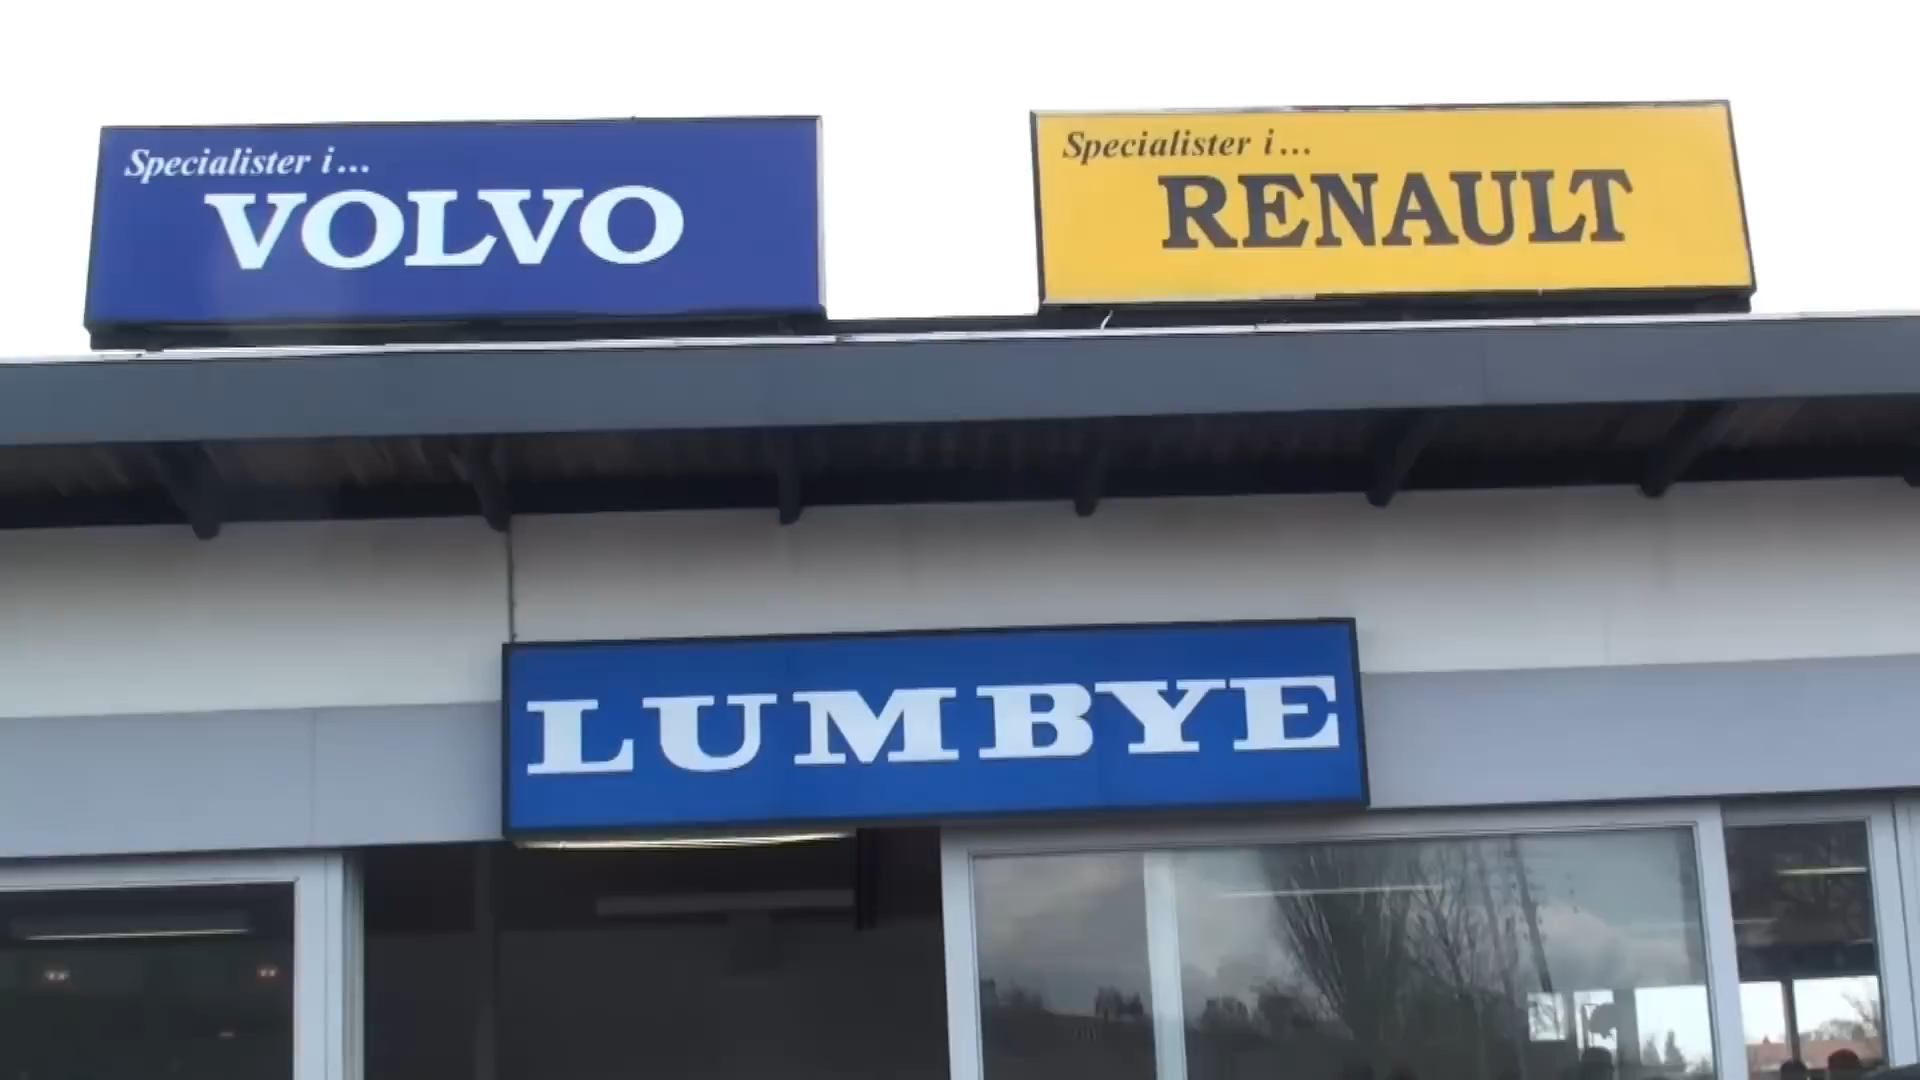 Specialister i...
VOLVO
Specialister i...
RENAULT
LUMBYE